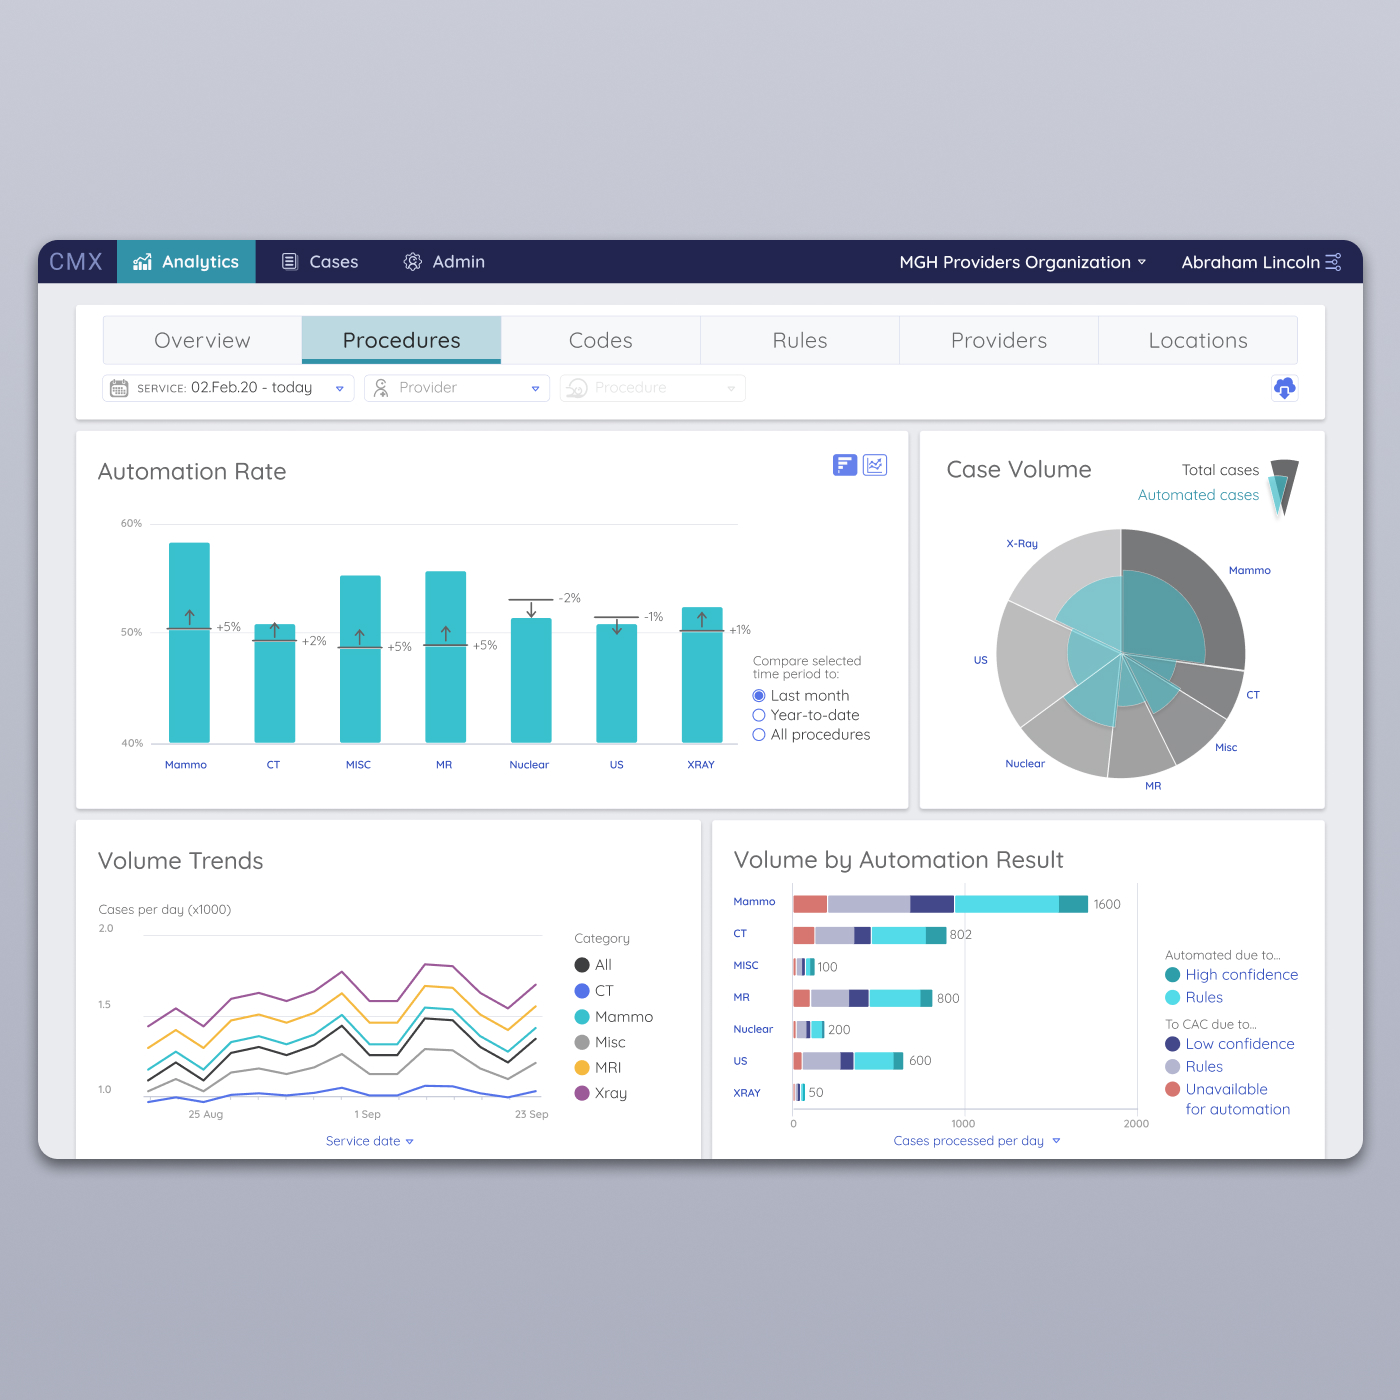 CMX
Analytics
Cases
Admin
MGH Providers Organization
Abraham Lincoln
Overview
Procedures
Codes
Rules
Providers
Locations
SERVICE: 02.Feb.20 - today
Provider
Procedure
Automation Rate
60%
50%
40%
+5%
+2%
+5%
+5%
-2%
-1%
+1%
Mammo
CT
MISC
MR
Nuclear
US
XRAY
Compare selected
time period to:
Last month
Year-to-date
All procedures
Case Volume
Total cases
Automated cases
X-Ray
Mammo
US
CT
Misc
Nuclear
MR
Volume Trends
Cases per day (x1000)
2.0
1.5
1.0
25 Aug
1 Sep
23 Sep
Service date
Category
All
CT
Mammo
Misc
MRI
Xray
Volume by Automation Result
Mammo
1600
CT
802
MISC
100
MR
800
Nuclear
200
US
600
XRAY
50
0
1000
2000
Cases processed per day
Automated due to...
High confidence
Rules
To CAC due to...
Low confidence
Rules
Unavailable
for automation